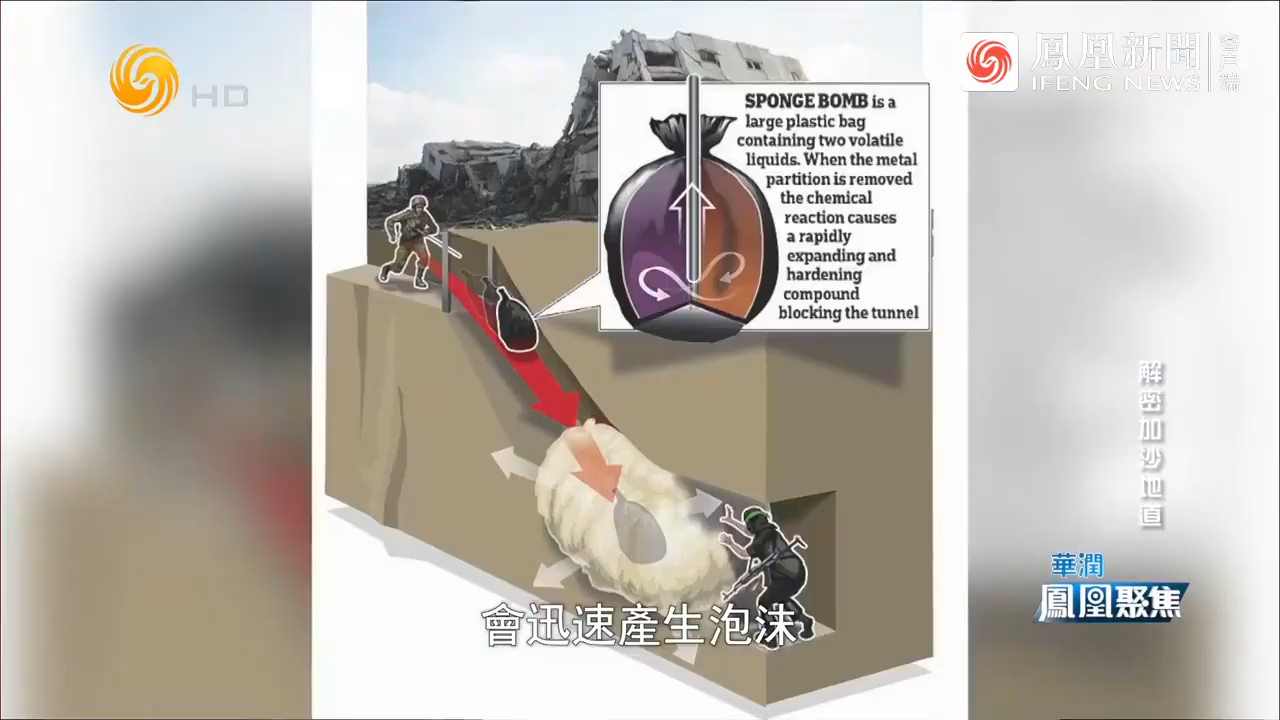 HD
鳳凰新聞
客戶端
IFENG NEWS
SPONGE BOMB is a
large plastic bag
containing two volatile
liquids. When the metal
partition is removed
the chemical
reaction causes
a rapidly
expanding and
hardening
compound
blocking the tunnel
解密加沙地道
華潤
鳳凰聚焦
會迅速產生泡沫